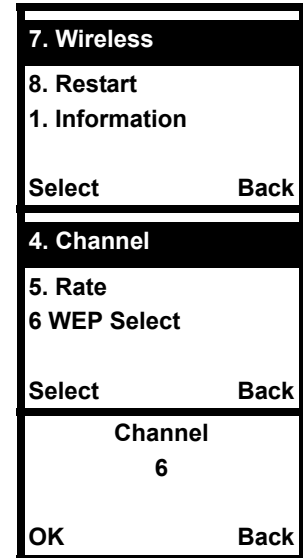 7. Wireless
8. Restart
1. Information
Select Back
4. Channel
5. Rate
6 WEP Select
Select Back
Channel
6
OK Back